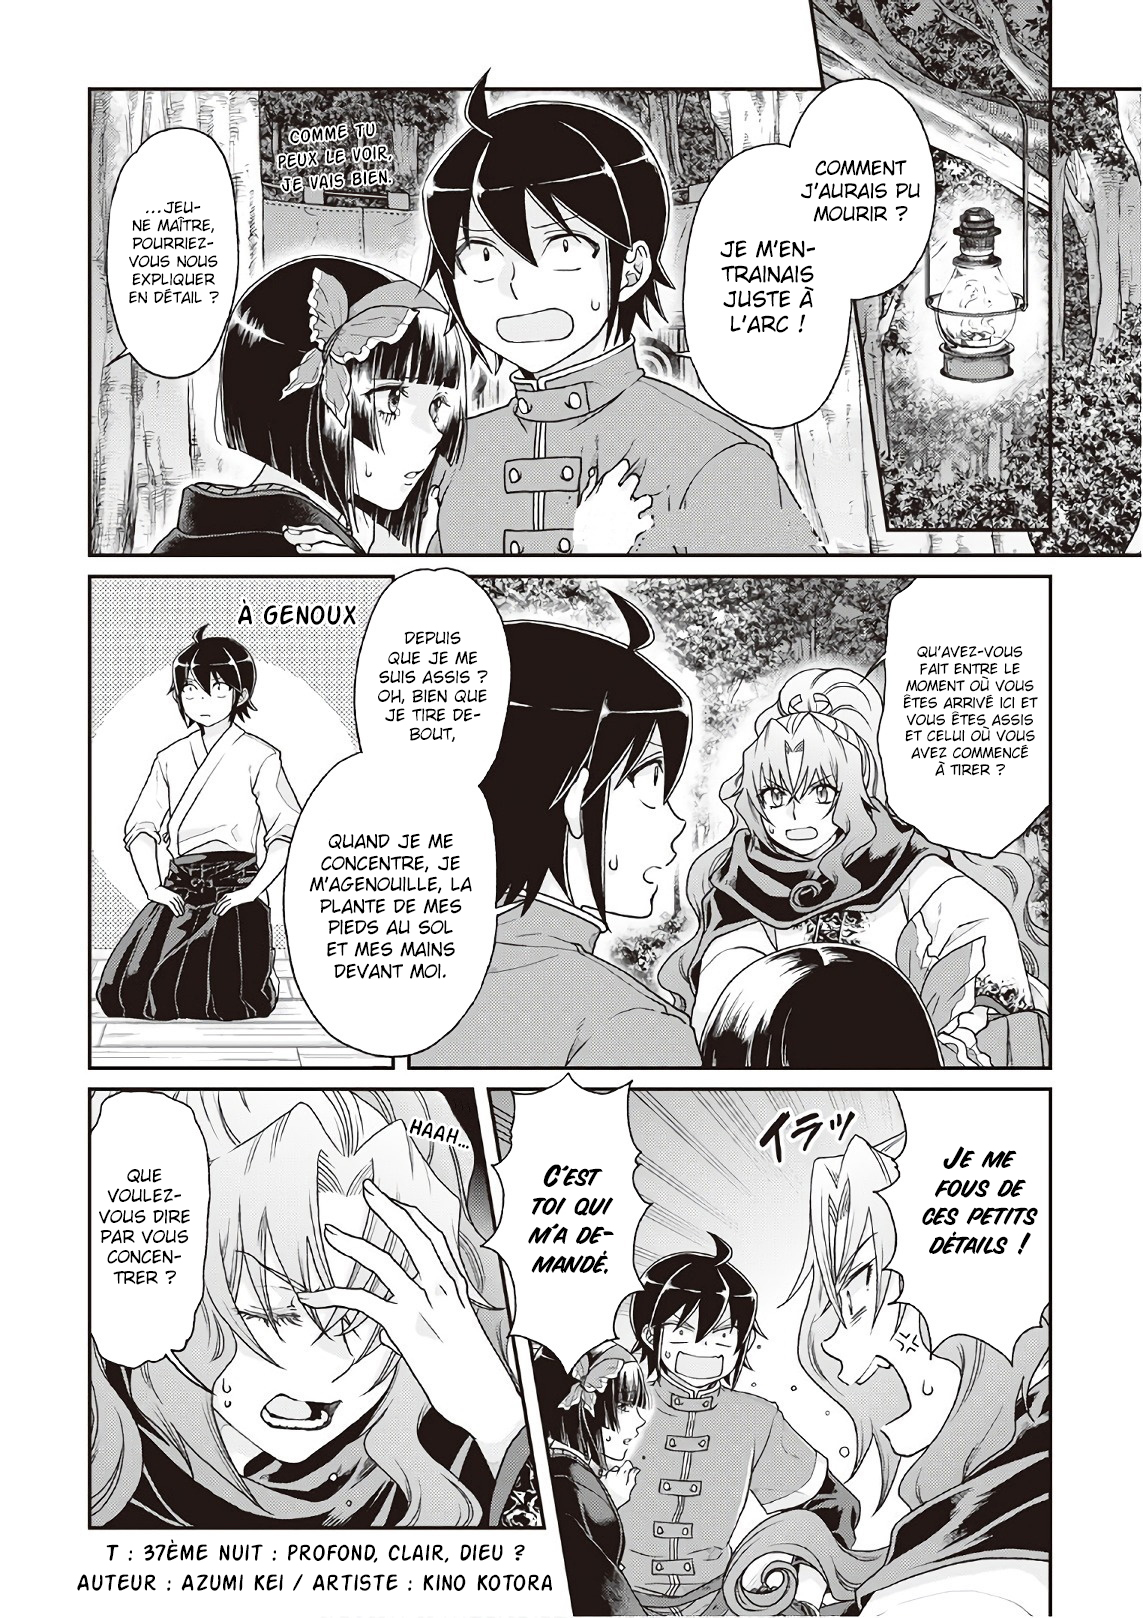 COMMENT
J'AURAIS PU
MOURIR ?
JE M'EN-
TRAINAIS
JUSTE À
L'ARC !
COMME TU
PEUX LE VOIR,
JE VAIS BIEN.
...JEU-
NE MAÎTRE,
POURRIEZ-
VOUS NOUS
EXPLIQUER
EN DÉTAIL ?
QU'AVEZ-VOUS
FAIT ENTRE LE
MOMENT OÙ VOUS
ÊTES ARRIVÉ ICI ET
VOUS ÊTES ASSIS
ET CELUI OÙ VOUS
AVEZ COMMENCÉ
À TIRER ?
DEPUIS
QUE JE ME
SUIS ASSIS ?
OH, BIEN QUE
JE TIRE DE-
BOUT,
QUAND JE ME
CONCENTRE, JE
M'AGENOUILLE, LA
PLANTE DE MES
PIEDS AU SOL
ET MES MAINS
DEVANT MOI.
À GENOUX
JE ME
FOUS DE
CES PETITS
DÉTAILS !
イラッ
C'EST
TOI QUI
M'A DE-
MANDÉ.
HAAH...
QUE
VOULEZ-
VOUS DIRE
PAR VOUS
CONCEN-
TRER ?
T : 37ÈME NUIT : PROFOND, CLAIR, DIEU ?
AUTEUR : AZUMI KEI / ARTISTE : KINO KOTORA